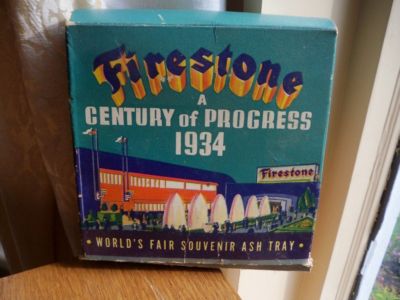 Firestone
A
CENTURY of PROGRESS
1934
Firestone
• WORLD'S FAIR SOUVENIR ASH TRAY •